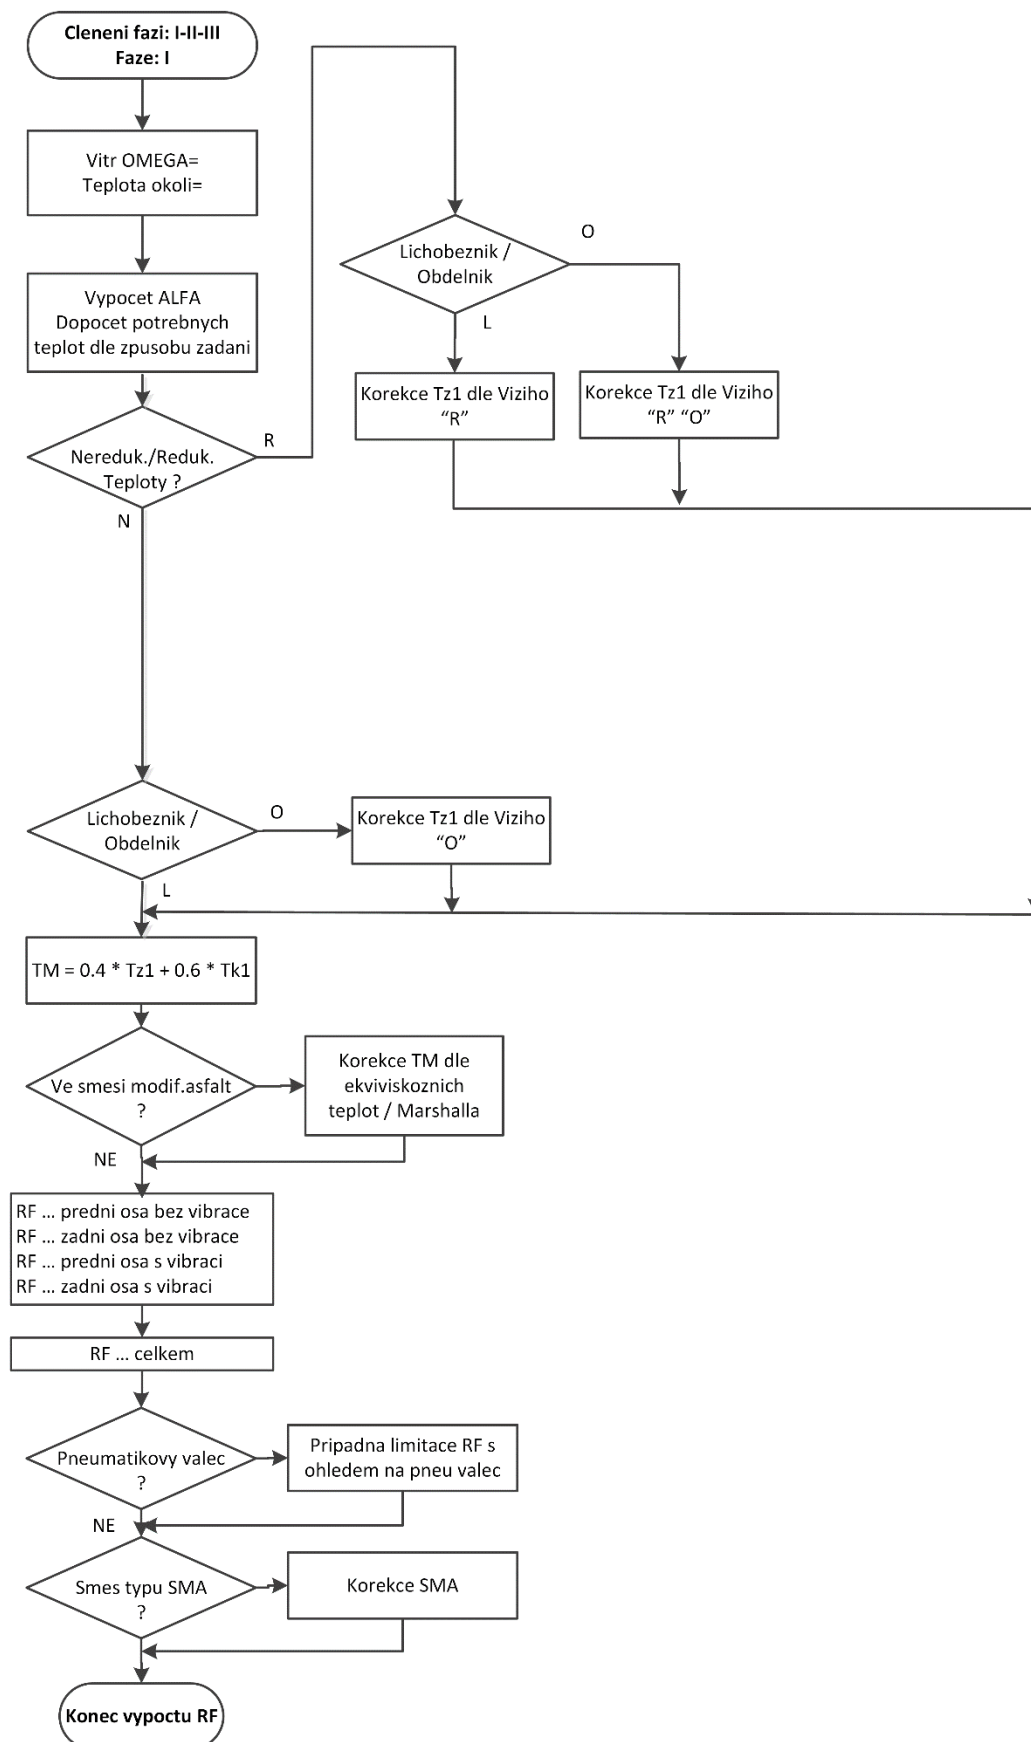 Cleneni fazi: I-II-III
Faze: I
Vitr OMEGA=
Teplota okoli=
Vypocet ALFA
Dopocet potrebnych
teplot dle zpusobu zadani
Nereduk./Reduk.
Teploty ?
R
N
Lichobeznik /
Obdelnik
O
L
Korekce Tz1 dle Viziho
“R”
Korekce Tz1 dle Viziho
“R” “O”
Lichobeznik /
Obdelnik
O
L
Korekce Tz1 dle Viziho
“O”
TM = 0.4 * Tz1 + 0.6 * Tk1
Ve smesi modif.asfalt
?
NE
Korekce TM dle
ekviviskoznich
teplot / Marshalla
RF ... predni osa bez vibrace
RF ... zadni osa bez vibrace
RF ... predni osa s vibraci
RF ... zadni osa s vibraci
RF ... celkem
Pneumatikovy valec
?
NE
Pripadna limitace RF s
ohledem na pneu valec
Smes typu SMA
?
Korekce SMA
Konec vypoctu RF